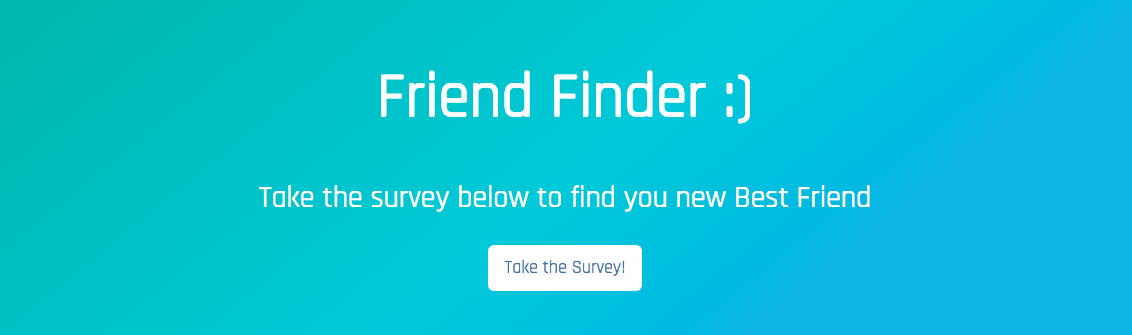 Friend Finder :)
Take the survey below to find you new Best Friend
Take the Survey!